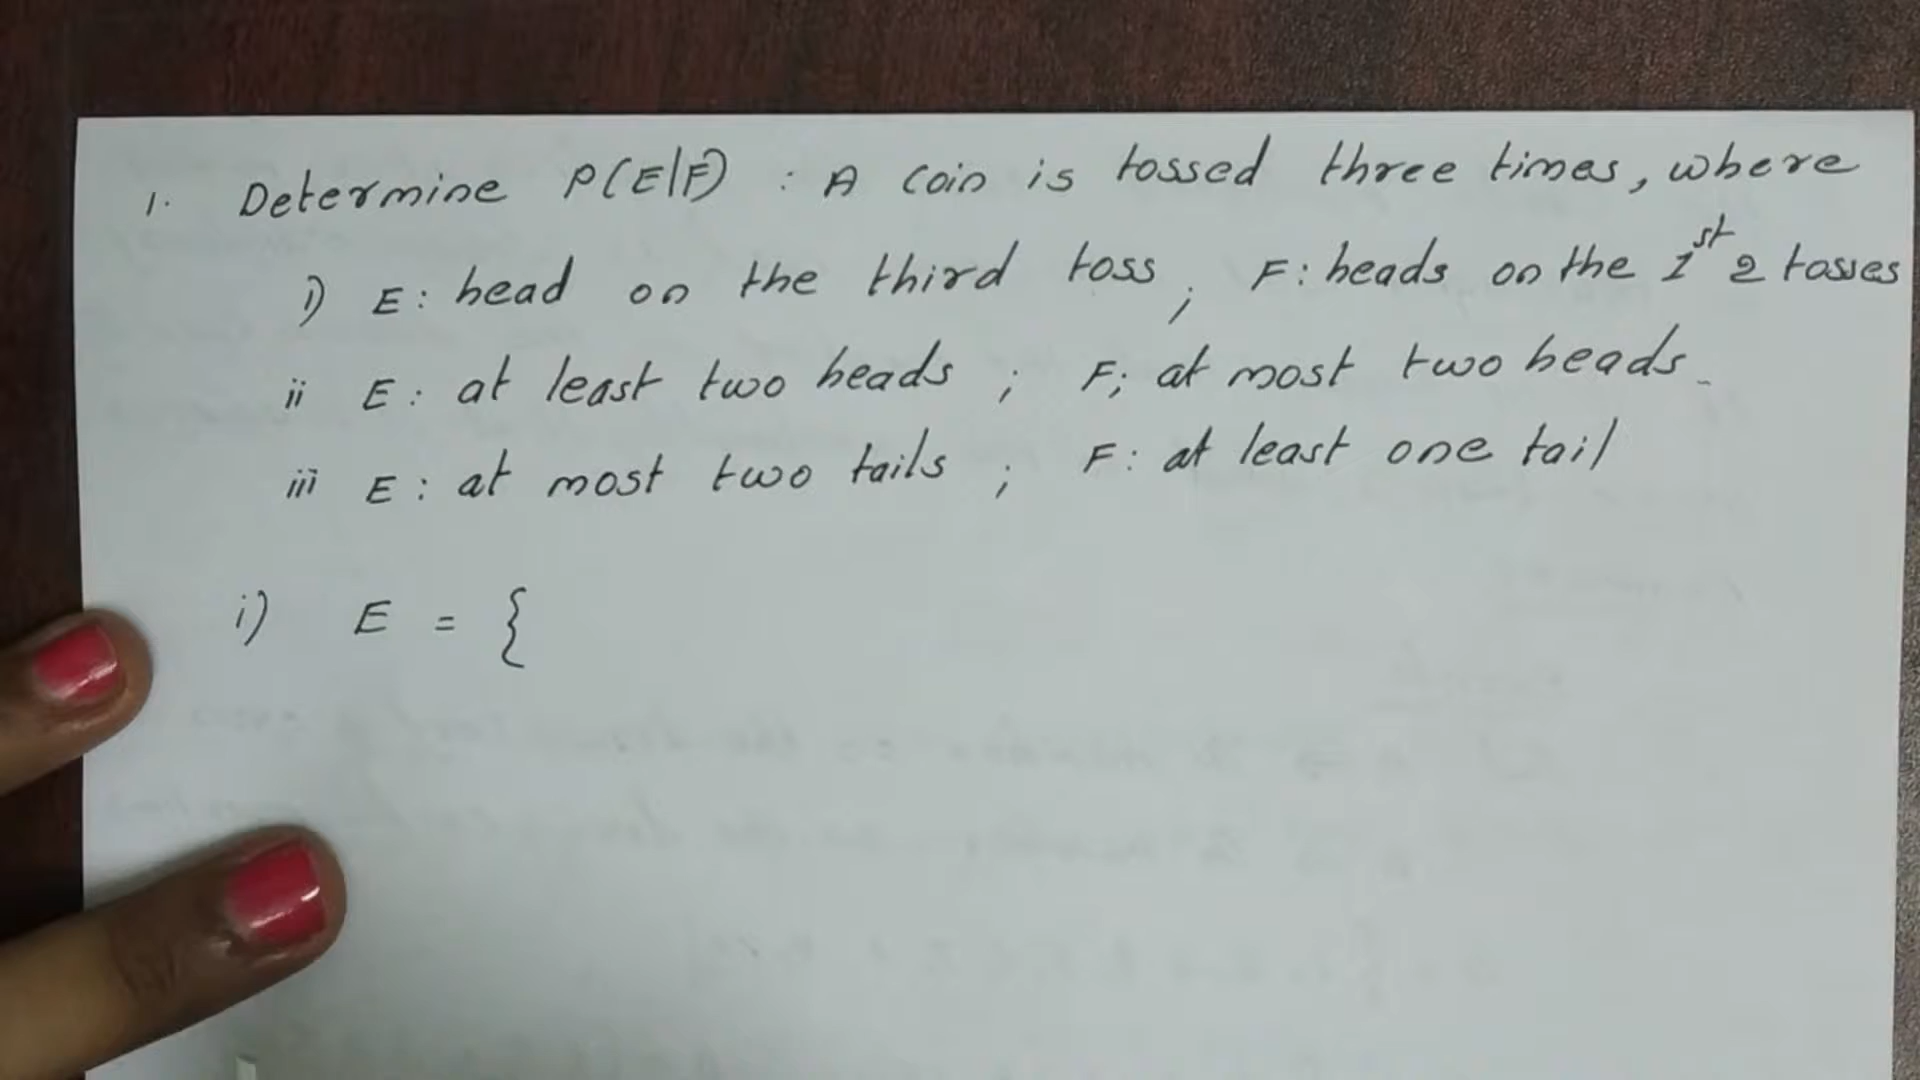 1. Determine P(E|F) : A coin is tossed three times, where
i) E: head on the third toss ; F: heads on the 1st 2 tosses
ii E: at least two heads ; F; at most two heads.
iii E: at most two tails ; F: at least one tail
i) E = {